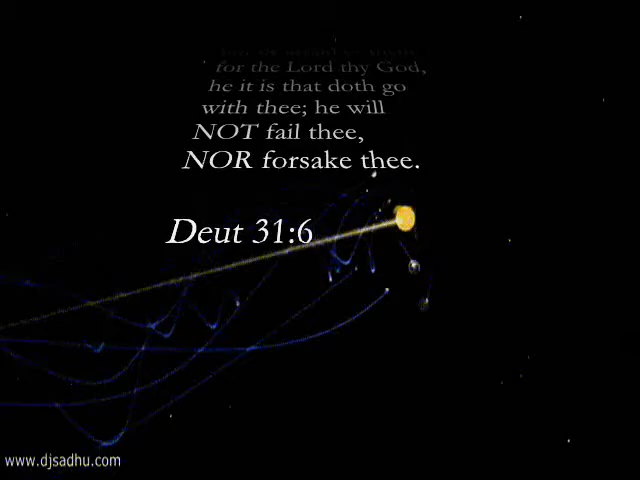 for the Lord thy God,
he it is that doth go
with thee; he will
NOT fail thee,
NOR forsake thee.
Deut 31:6
www.djsadhu.com